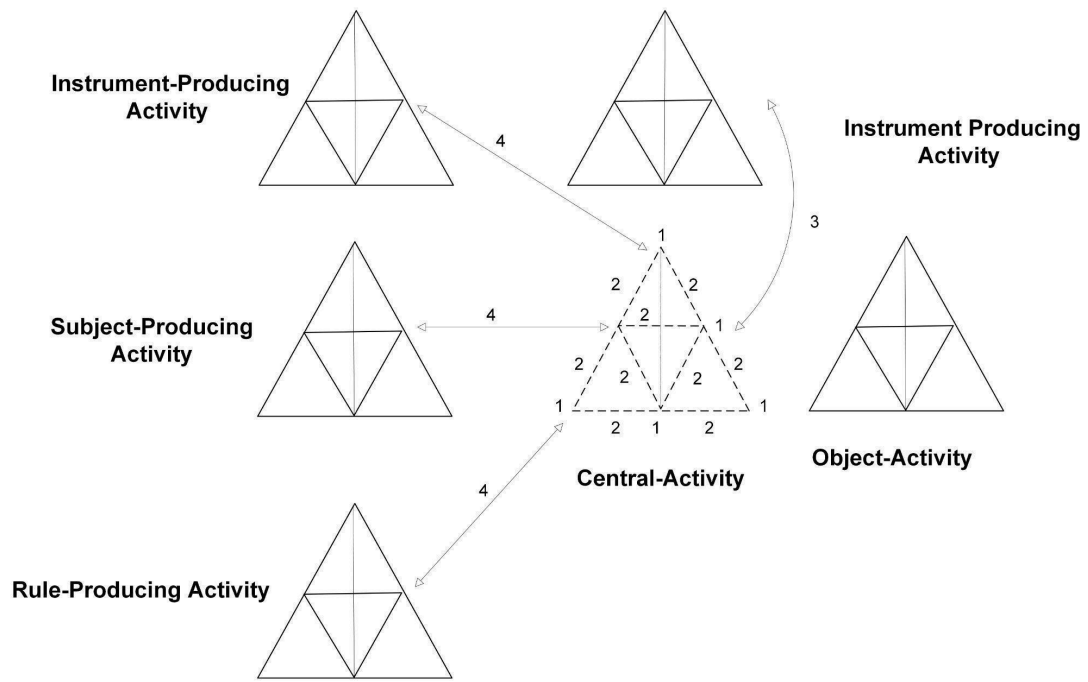 Instrument-Producing
Activity
Instrument Producing
Activity
4
3
1
2
2
Subject-Producing
Activity
4
2
1
2
2
2
2
1
1
2
1
2
Central-Activity
Object-Activity
4
Rule-Producing Activity